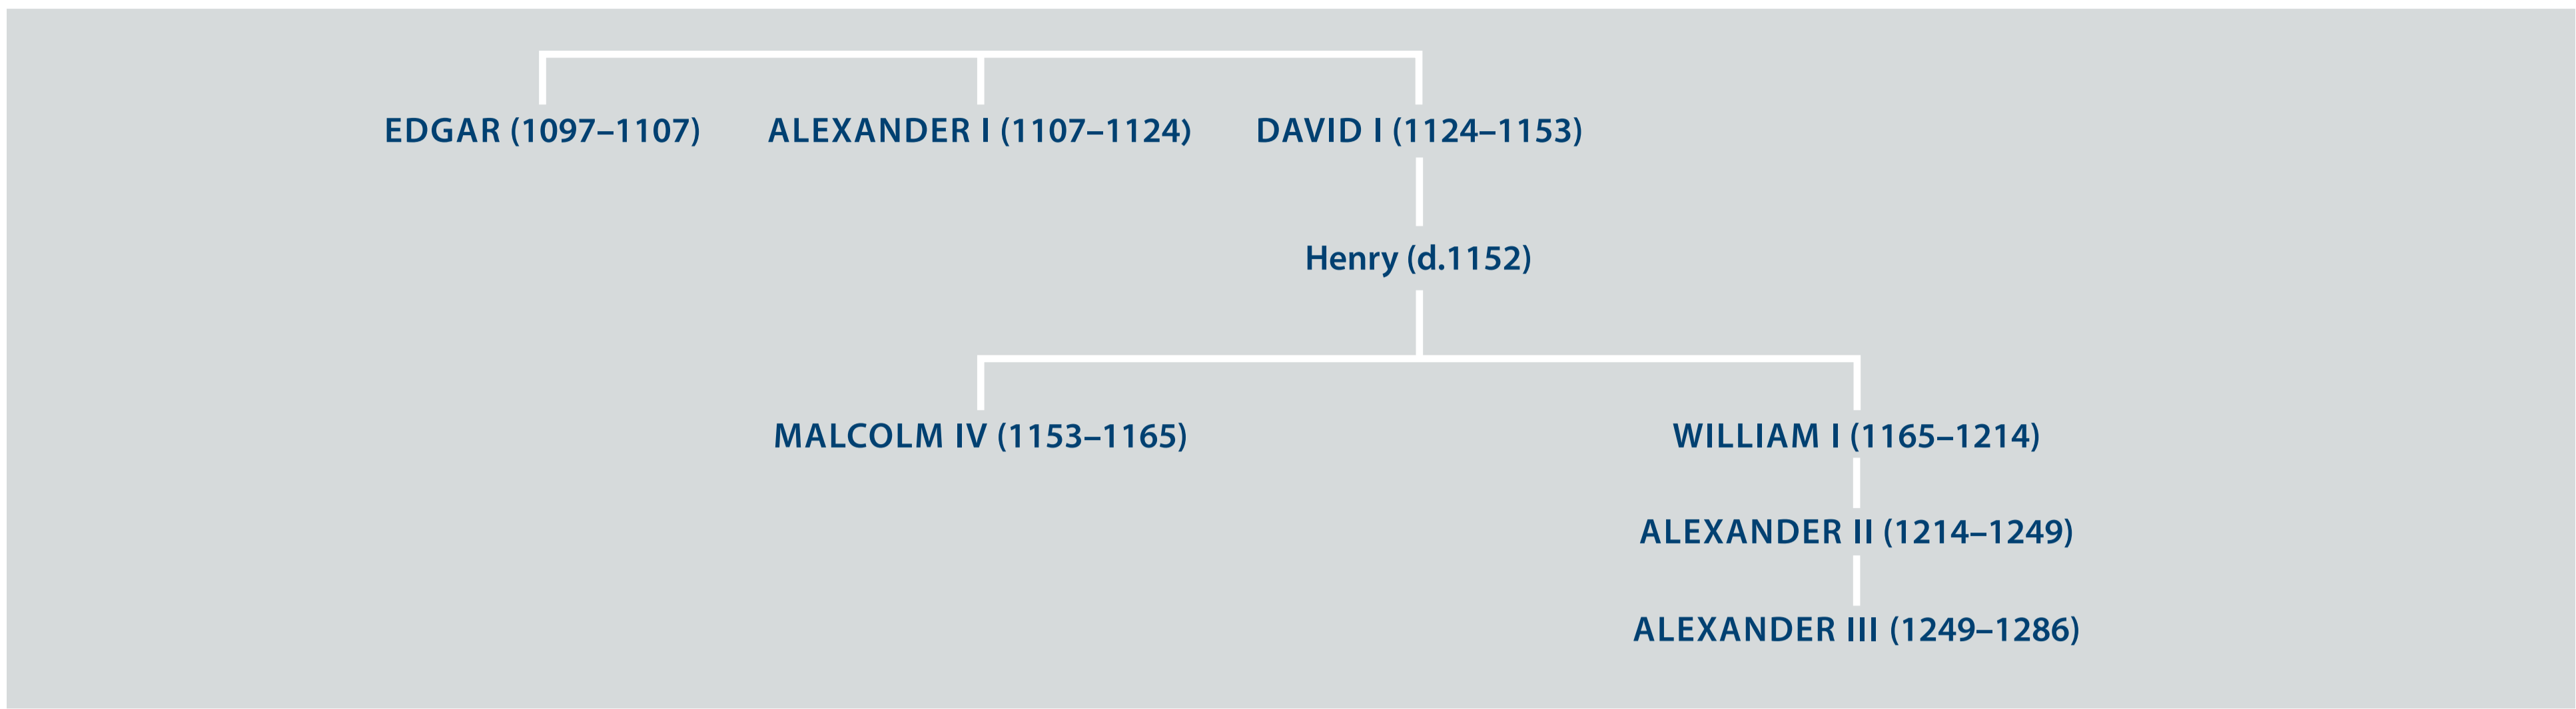 EDGAR (1097–1107) ALEXANDER I (1107–1124) DAVID I (1124–1153)
Henry (d.1152)
MALCOLM IV (1153–1165) WILLIAM I (1165–1214)
ALEXANDER II (1214–1249)
ALEXANDER III (1249–1286)